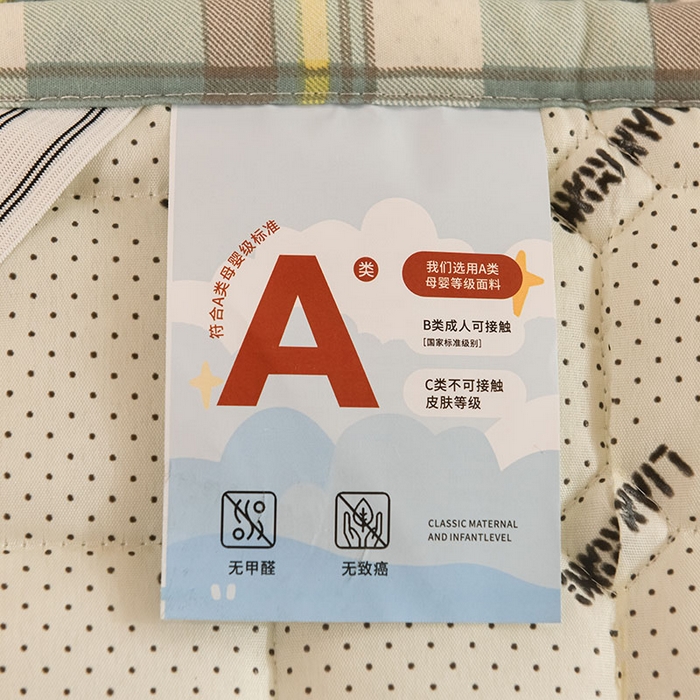 符合A类母婴级标准
A
类
我们选用A类
母婴等级面料
B类成人可接触
[国家标准级别]
C类不可接触
皮肤等级
无甲醛
无致癌
CLASSIC MATERNAL
AND INFANTLEVEL